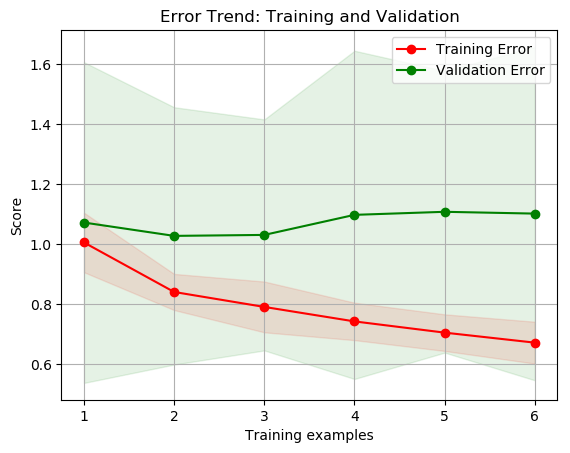 Error Trend: Training and Validation
Training Error
Validation Error
Score
1.6
1.4
1.2
1.0
0.8
0.6
1 2 3 4 5 6
Training examples